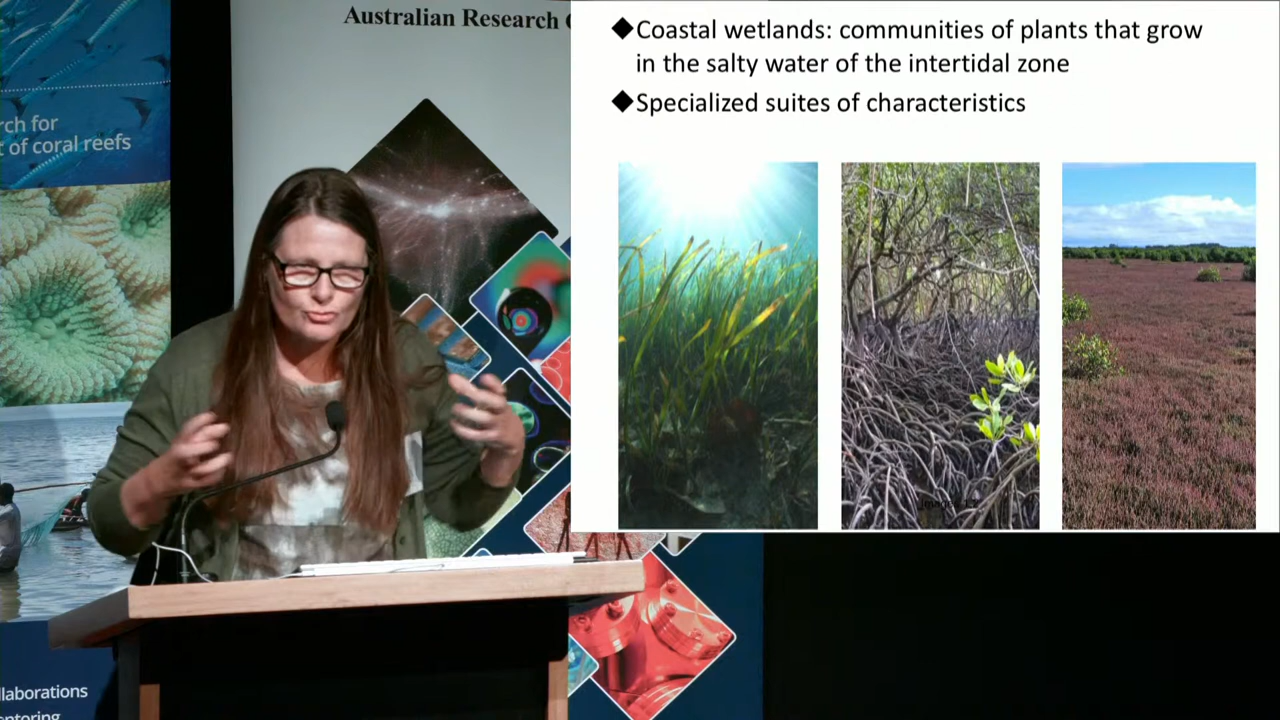 Australian Research
◆Coastal wetlands: communities of plants that grow
in the salty water of the intertidal zone
◆Specialized suites of characteristics
rch for
t of coral reefs
llaborations
entoring